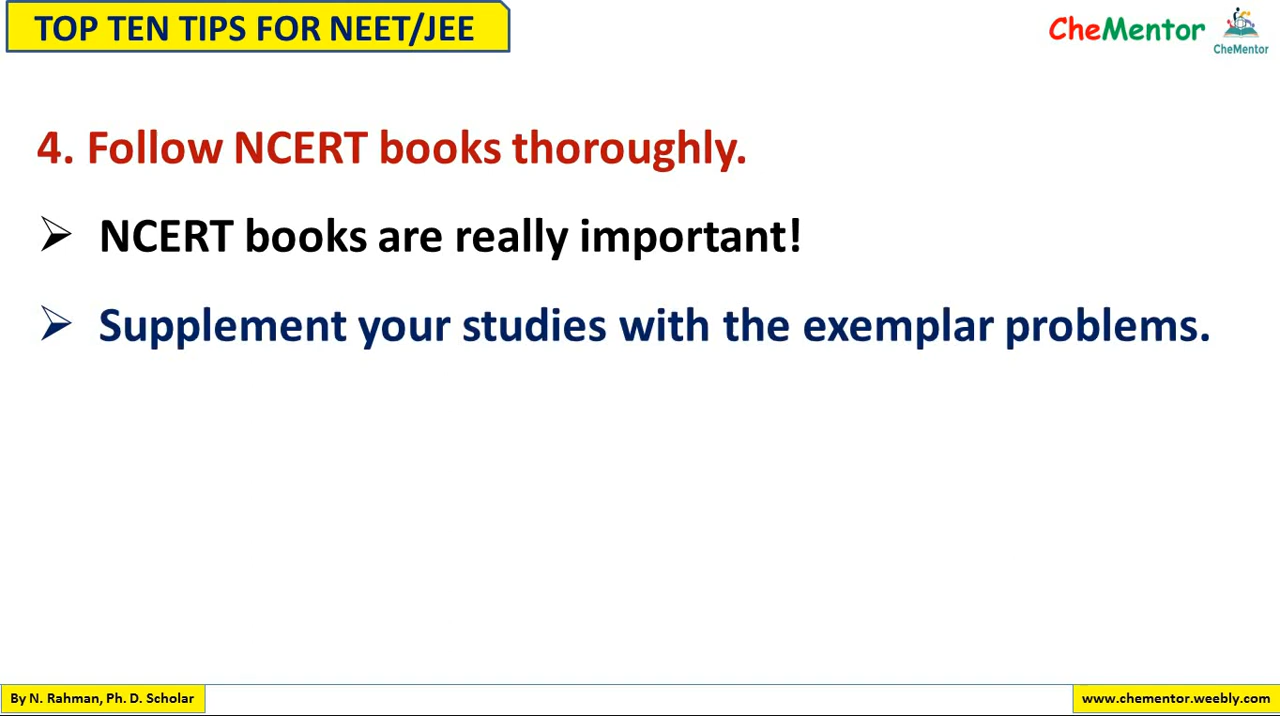 TOP TEN TIPS FOR NEET/JEE
CheMentor
CheMentor
4. Follow NCERT books thoroughly.
➢ NCERT books are really important!
➢ Supplement your studies with the exemplar problems.
By N. Rahman, Ph. D. Scholar
www.chementor.weebly.com